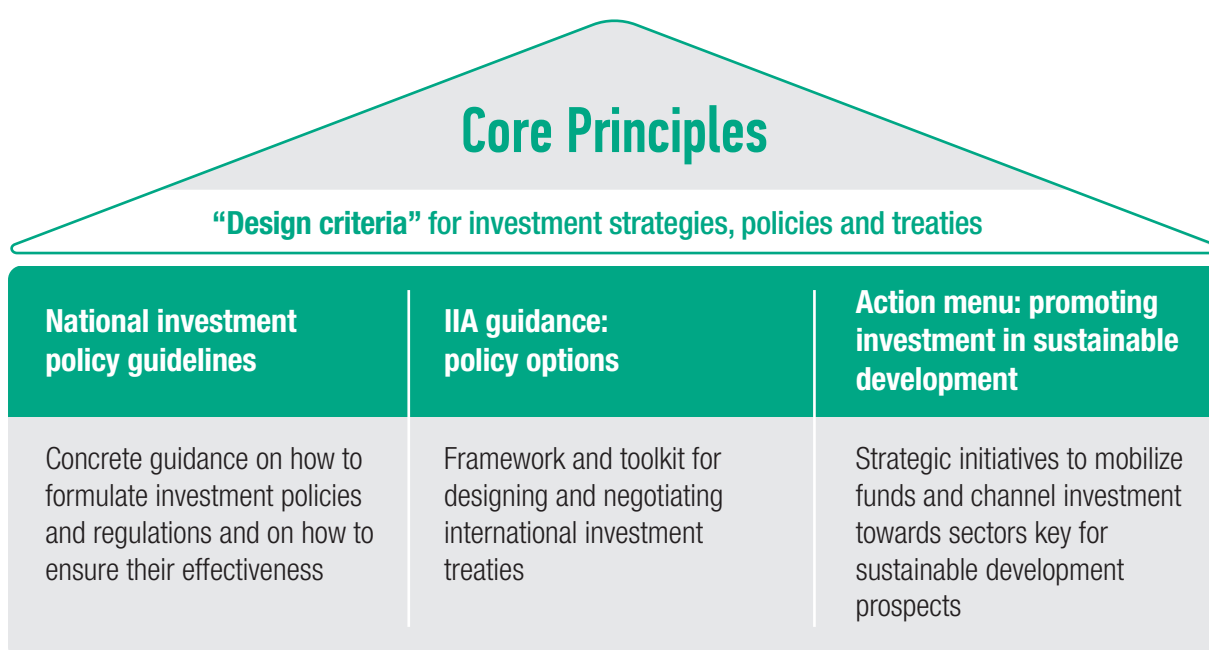 Core Principles
“Design criteria” for investment strategies, policies and treaties
National investment
policy guidelines
Concrete guidance on how to
formulate investment policies
and regulations and on how to
ensure their effectiveness
IIA guidance:
policy options
Framework and toolkit for
designing and negotiating
international investment
treaties
Action menu: promoting
investment in sustainable
development
Strategic initiatives to mobilize
funds and channel investment
towards sectors key for
sustainable development
prospects